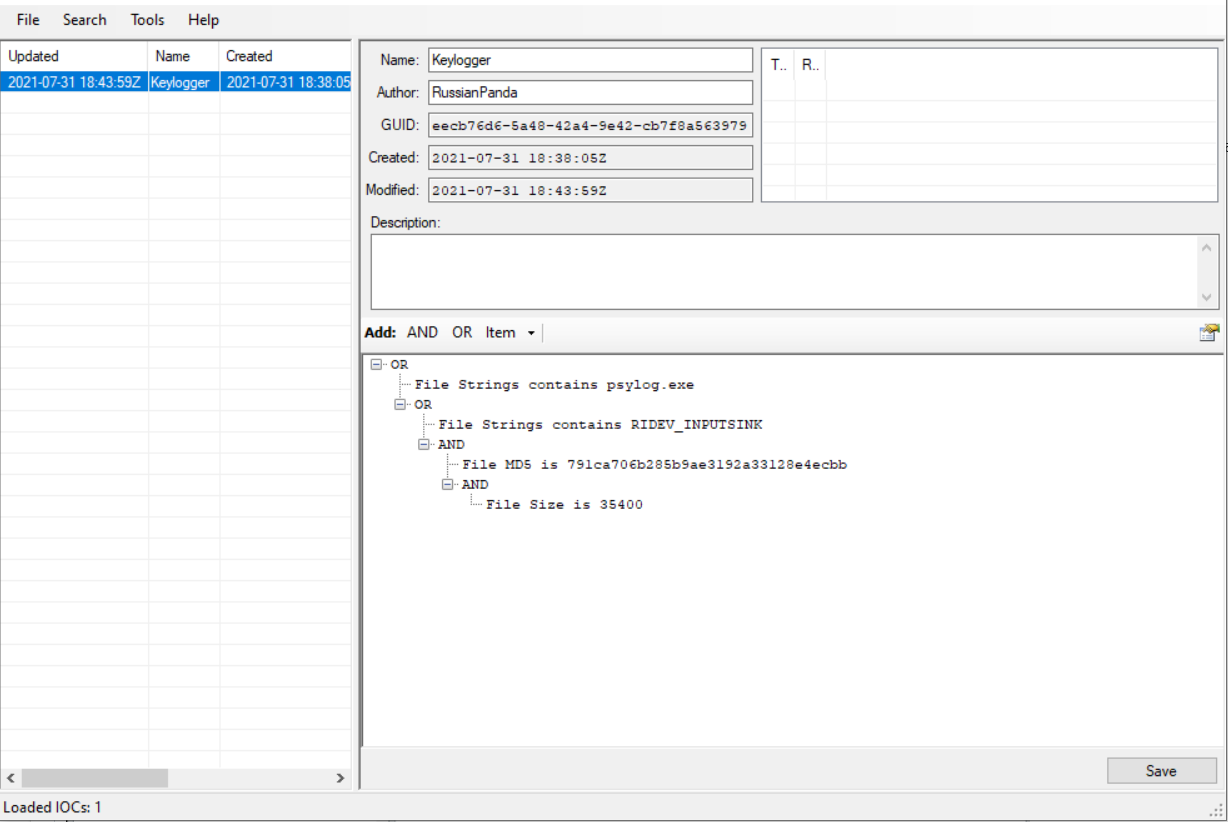 File Search Tools Help
Updated Name Created
2021-07-31 18:43:59Z Keylogger 2021-07-31 18:38:05
Name: Keylogger
T.. R..
Author: RussianPanda
GUID: eecb76d6-5a48-42a4-9e42-cb7f8a563979
Created: 2021-07-31 18:38:05Z
Modified: 2021-07-31 18:43:59Z
Description:
Add: AND OR Item
OR
File Strings contains psylog.exe
OR
File Strings contains RIDEV_INPUTSINK
AND
File MD5 is 791ca706b285b9ae3192a33128e4ecbb
AND
File Size is 35400
Save
Loaded IOCs: 1